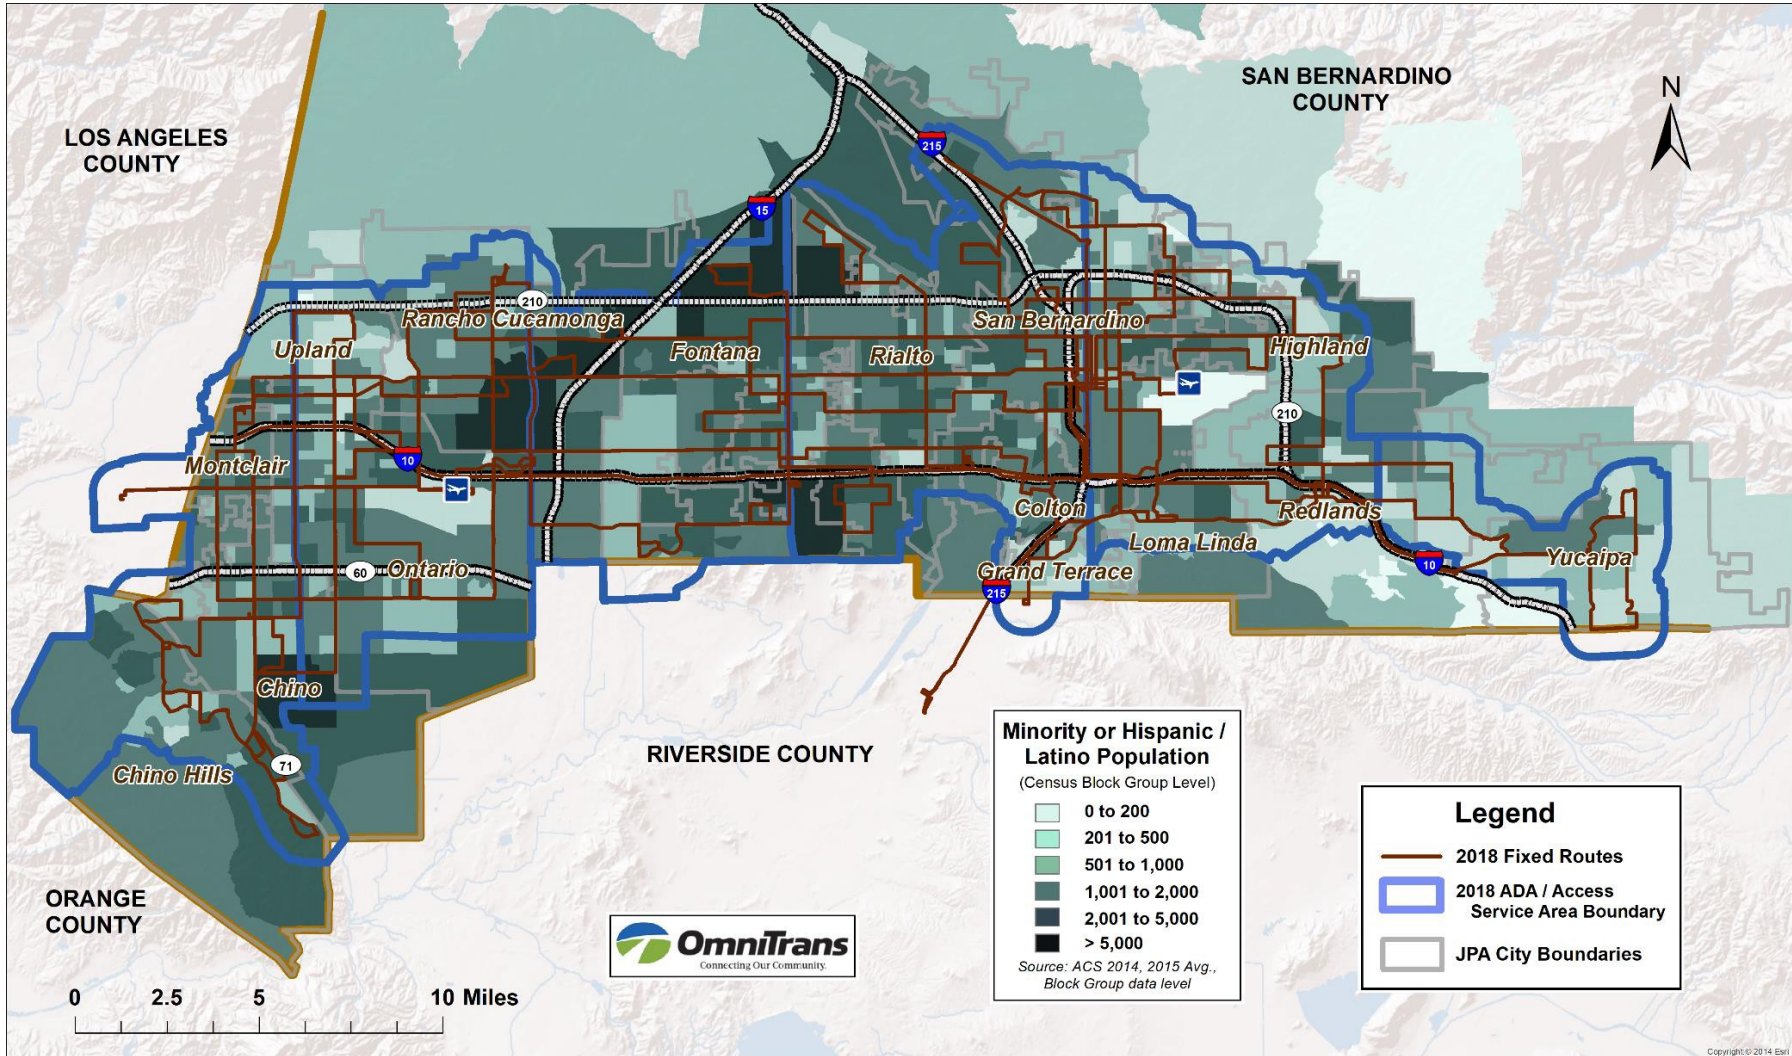 SAN BERNARDINO
COUNTY
N
LOS ANGELES
COUNTY
215
15
210
Rancho Cucamonga
San Bernardino
Upland
Fontana
Rialto
Highland
210
Montclair
10
Colton
Redlands
Loma Linda
Yucaipa
10
60
Ontario
Grand Terrace
215
Chino
Chino Hills
71
RIVERSIDE COUNTY
ORANGE
COUNTY
Minority or Hispanic /
Latino Population
(Census Block Group Level)
0 to 200
201 to 500
501 to 1,000
1,001 to 2,000
2,001 to 5,000
> 5,000
Source: ACS 2014, 2015 Avg.,
Block Group data level
Legend
2018 Fixed Routes
2018 ADA / Access
Service Area Boundary
JPA City Boundaries
OmniTrans
Connecting Our Community.
0 2.5 5 10 Miles
Copyright:© 2014 Esri